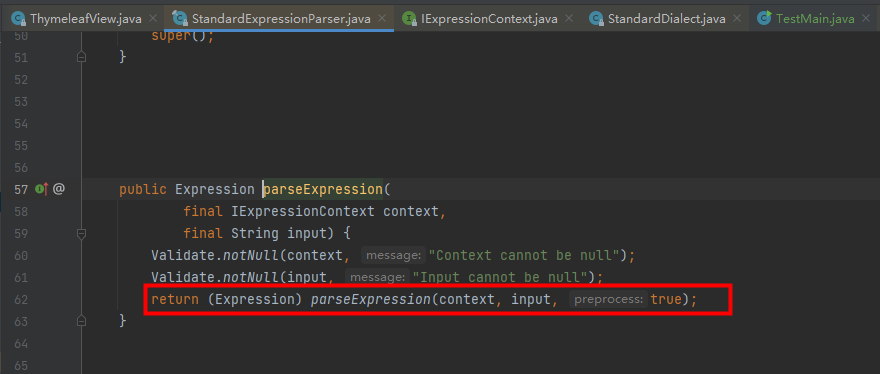 ThymeleafView.java StandardExpressionParser.java IExpressionContext.java StandardDialect.java TestMain.java
50 super();
51 }
52
53
54
55
56
57 public Expression parseExpression(
58 final IExpressionContext context,
59 final String input) {
60 Validate.notNull(context, message: "Context cannot be null");
61 Validate.notNull(input, message: "Input cannot be null");
62 return (Expression) parseExpression(context, input, preprocess: true);
63 }
64
65